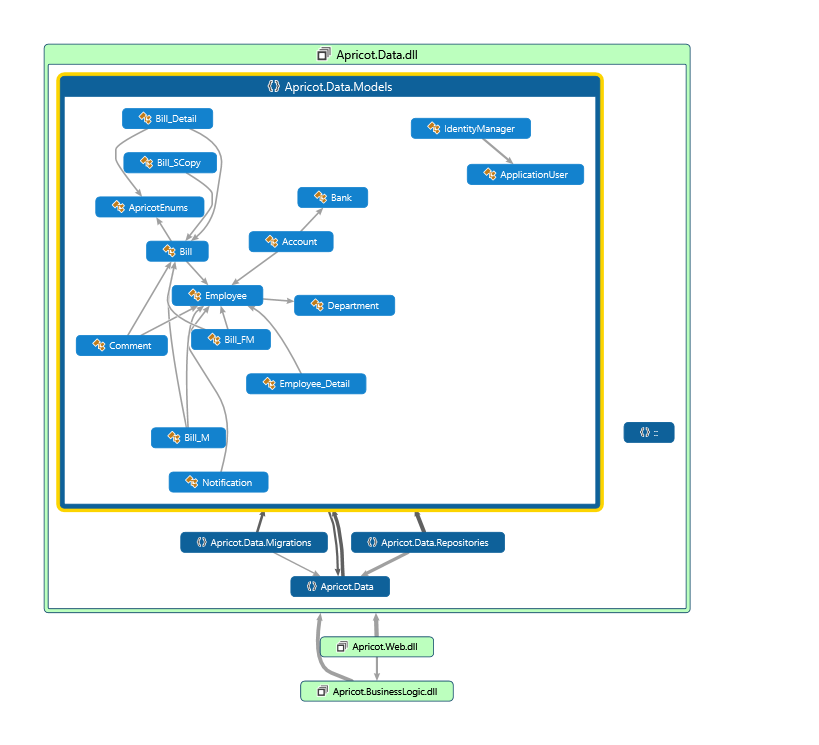 Apricot.Data.dll
Apricot.Data.Models
Bill_Detail
IdentityManager
Bill_SCopy
ApplicationUser
Bank
ApricotEnums
Account
Bill
Employee
Department
Bill_FM
Comment
Employee_Detail
::
Bill_M
Notification
Apricot.Data.Migrations
Apricot.Data.Repositories
Apricot.Data
Apricot.Web.dll
Apricot.BusinessLogic.dll